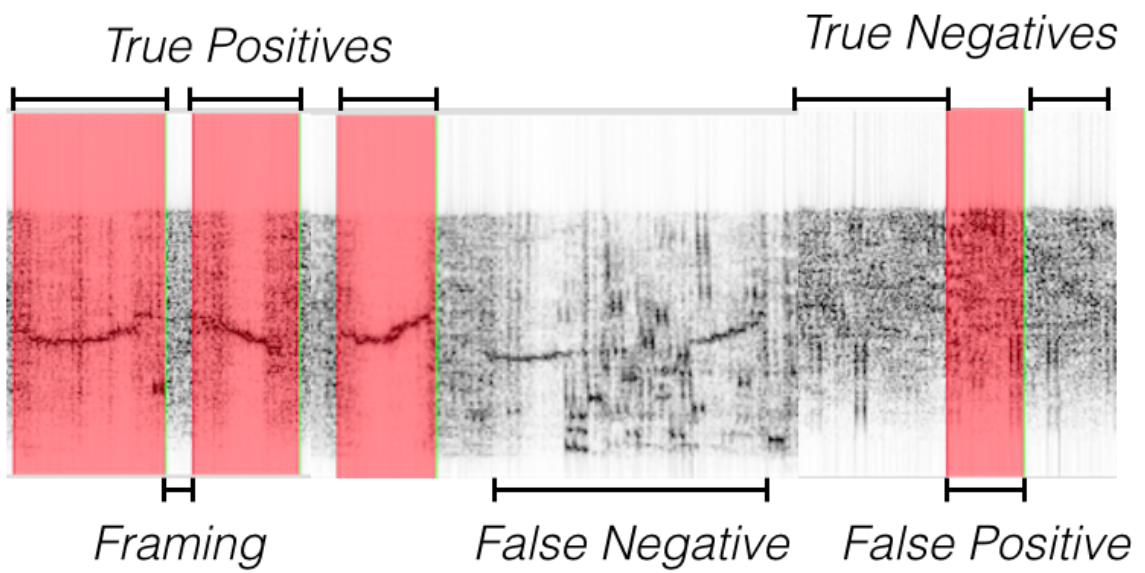 True Positives
True Negatives
Framing
False Negative
False Positive